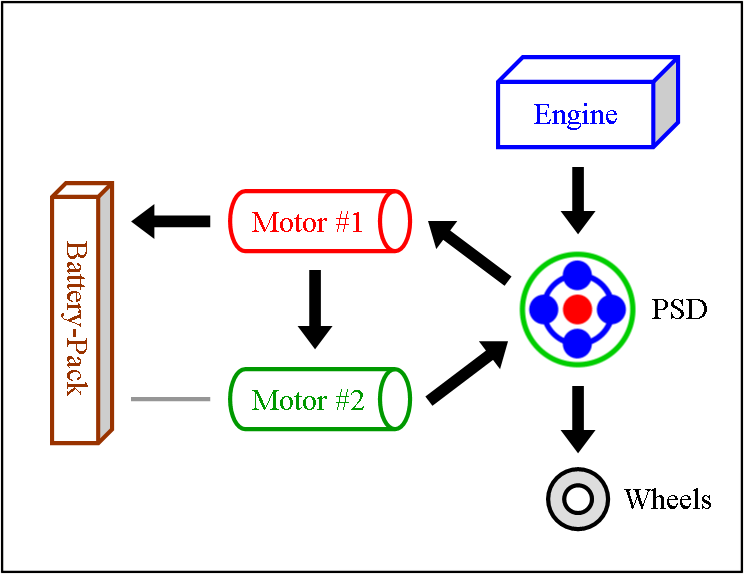 Engine
Motor #1
Battery-Pack
PSD
Motor #2
Wheels